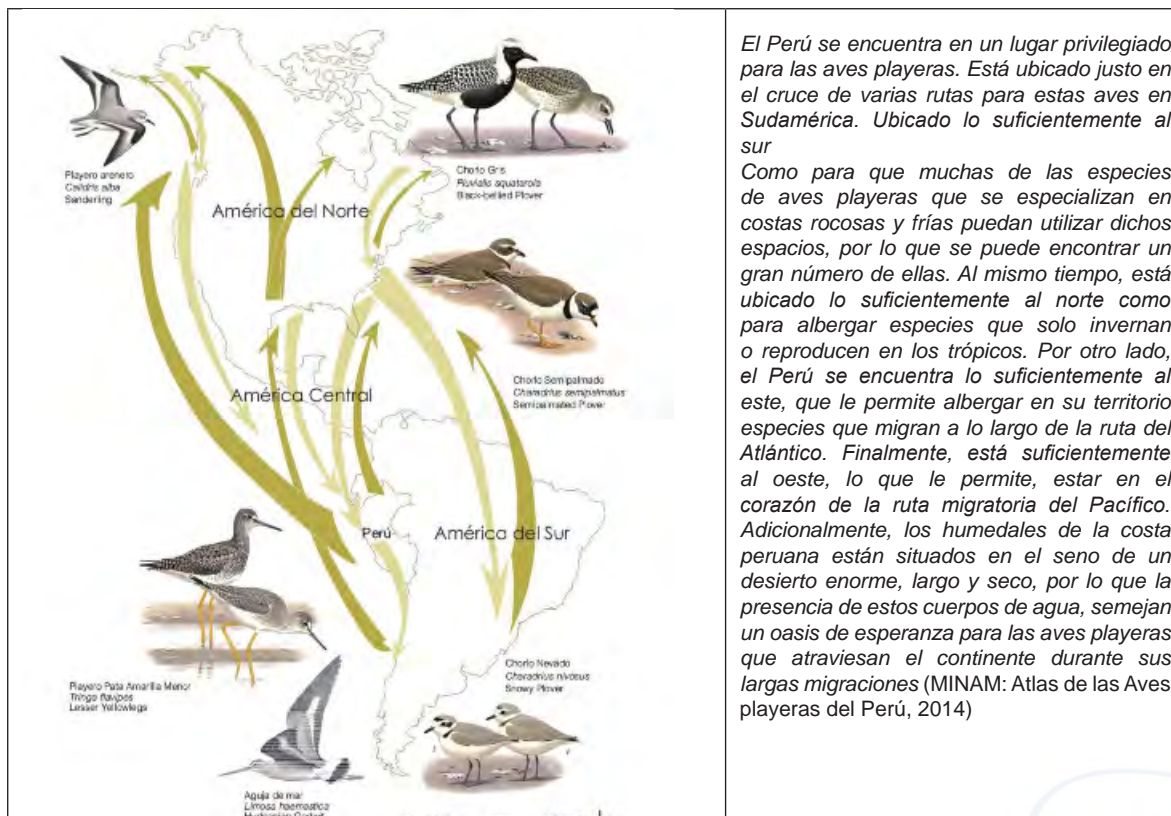 Playero arenero
Calidris alba
Sanderling
Chorlo Gris
Pluvialis squatarola
Black-bellied Plover
América del Norte
Chorlo Semipalmado
Charadrius semipalmatus
Semipalmated Plover
América Central
Perú
América del Sur
Playero Pata Amarilla Menor
Tringa flavipes
Lesser Yellowlegs
Chorlo Nevado
Charadrius nivosus
Snowy Plover
Aguja de mar
Limosa haemastica
El Perú se encuentra en un lugar privilegiado
para las aves playeras. Está ubicado justo en
el cruce de varias rutas para estas aves en
Sudamérica. Ubicado lo suficientemente al
sur
Como para que muchas de las especies
de aves playeras que se especializan en
costas rocosas y frías puedan utilizar dichos
espacios, por lo que se puede encontrar un
gran número de ellas. Al mismo tiempo, está
ubicado lo suficientemente al norte como
para albergar especies que solo invernan
o reproducen en los trópicos. Por otro lado,
el Perú se encuentra lo suficientemente al
este, que le permite albergar en su territorio
especies que migran a lo largo de la ruta del
Atlántico. Finalmente, está suficientemente
al oeste, lo que le permite, estar en el
corazón de la ruta migratoria del Pacífico.
Adicionalmente, los humedales de la costa
peruana están situados en el seno de un
desierto enorme, largo y seco, por lo que la
presencia de estos cuerpos de agua, semejan
un oasis de esperanza para las aves playeras
que atraviesan el continente durante sus
largas migraciones (MINAM: Atlas de las Aves
playeras del Perú, 2014)